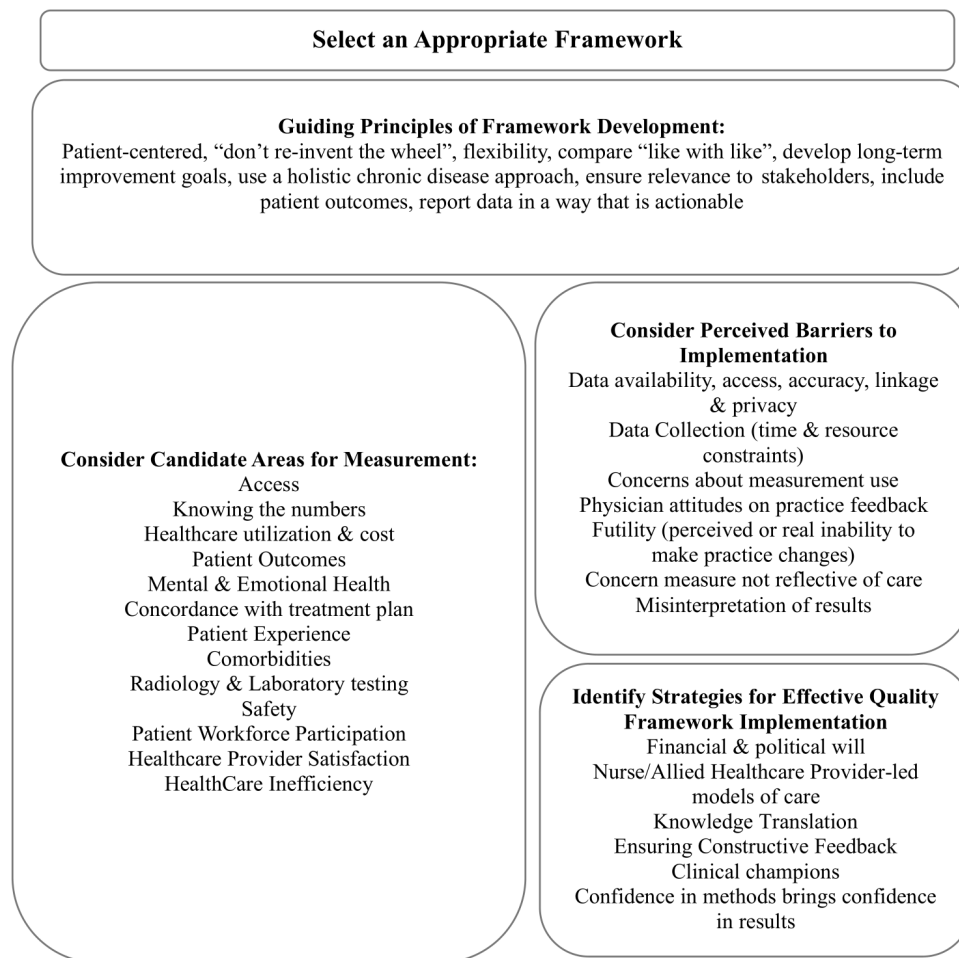 Select an Appropriate Framework
Guiding Principles of Framework Development:
Patient-centered, “don’t re-invent the wheel”, flexibility, compare “like with like”, develop long-term
improvement goals, use a holistic chronic disease approach, ensure relevance to stakeholders, include
patient outcomes, report data in a way that is actionable
Consider Candidate Areas for Measurement:
Access
Knowing the numbers
Healthcare utilization & cost
Patient Outcomes
Mental & Emotional Health
Concordance with treatment plan
Patient Experience
Comorbidities
Radiology & Laboratory testing
Safety
Patient Workforce Participation
Healthcare Provider Satisfaction
HealthCare Inefficiency
Consider Perceived Barriers to
Implementation
Data availability, access, accuracy, linkage
& privacy
Data Collection (time & resource
constraints)
Concerns about measurement use
Physician attitudes on practice feedback
Futility (perceived or real inability to
make practice changes)
Concern measure not reflective of care
Misinterpretation of results
Identify Strategies for Effective Quality
Framework Implementation
Financial & political will
Nurse/Allied Healthcare Provider-led
models of care
Knowledge Translation
Ensuring Constructive Feedback
Clinical champions
Confidence in methods brings confidence
in results